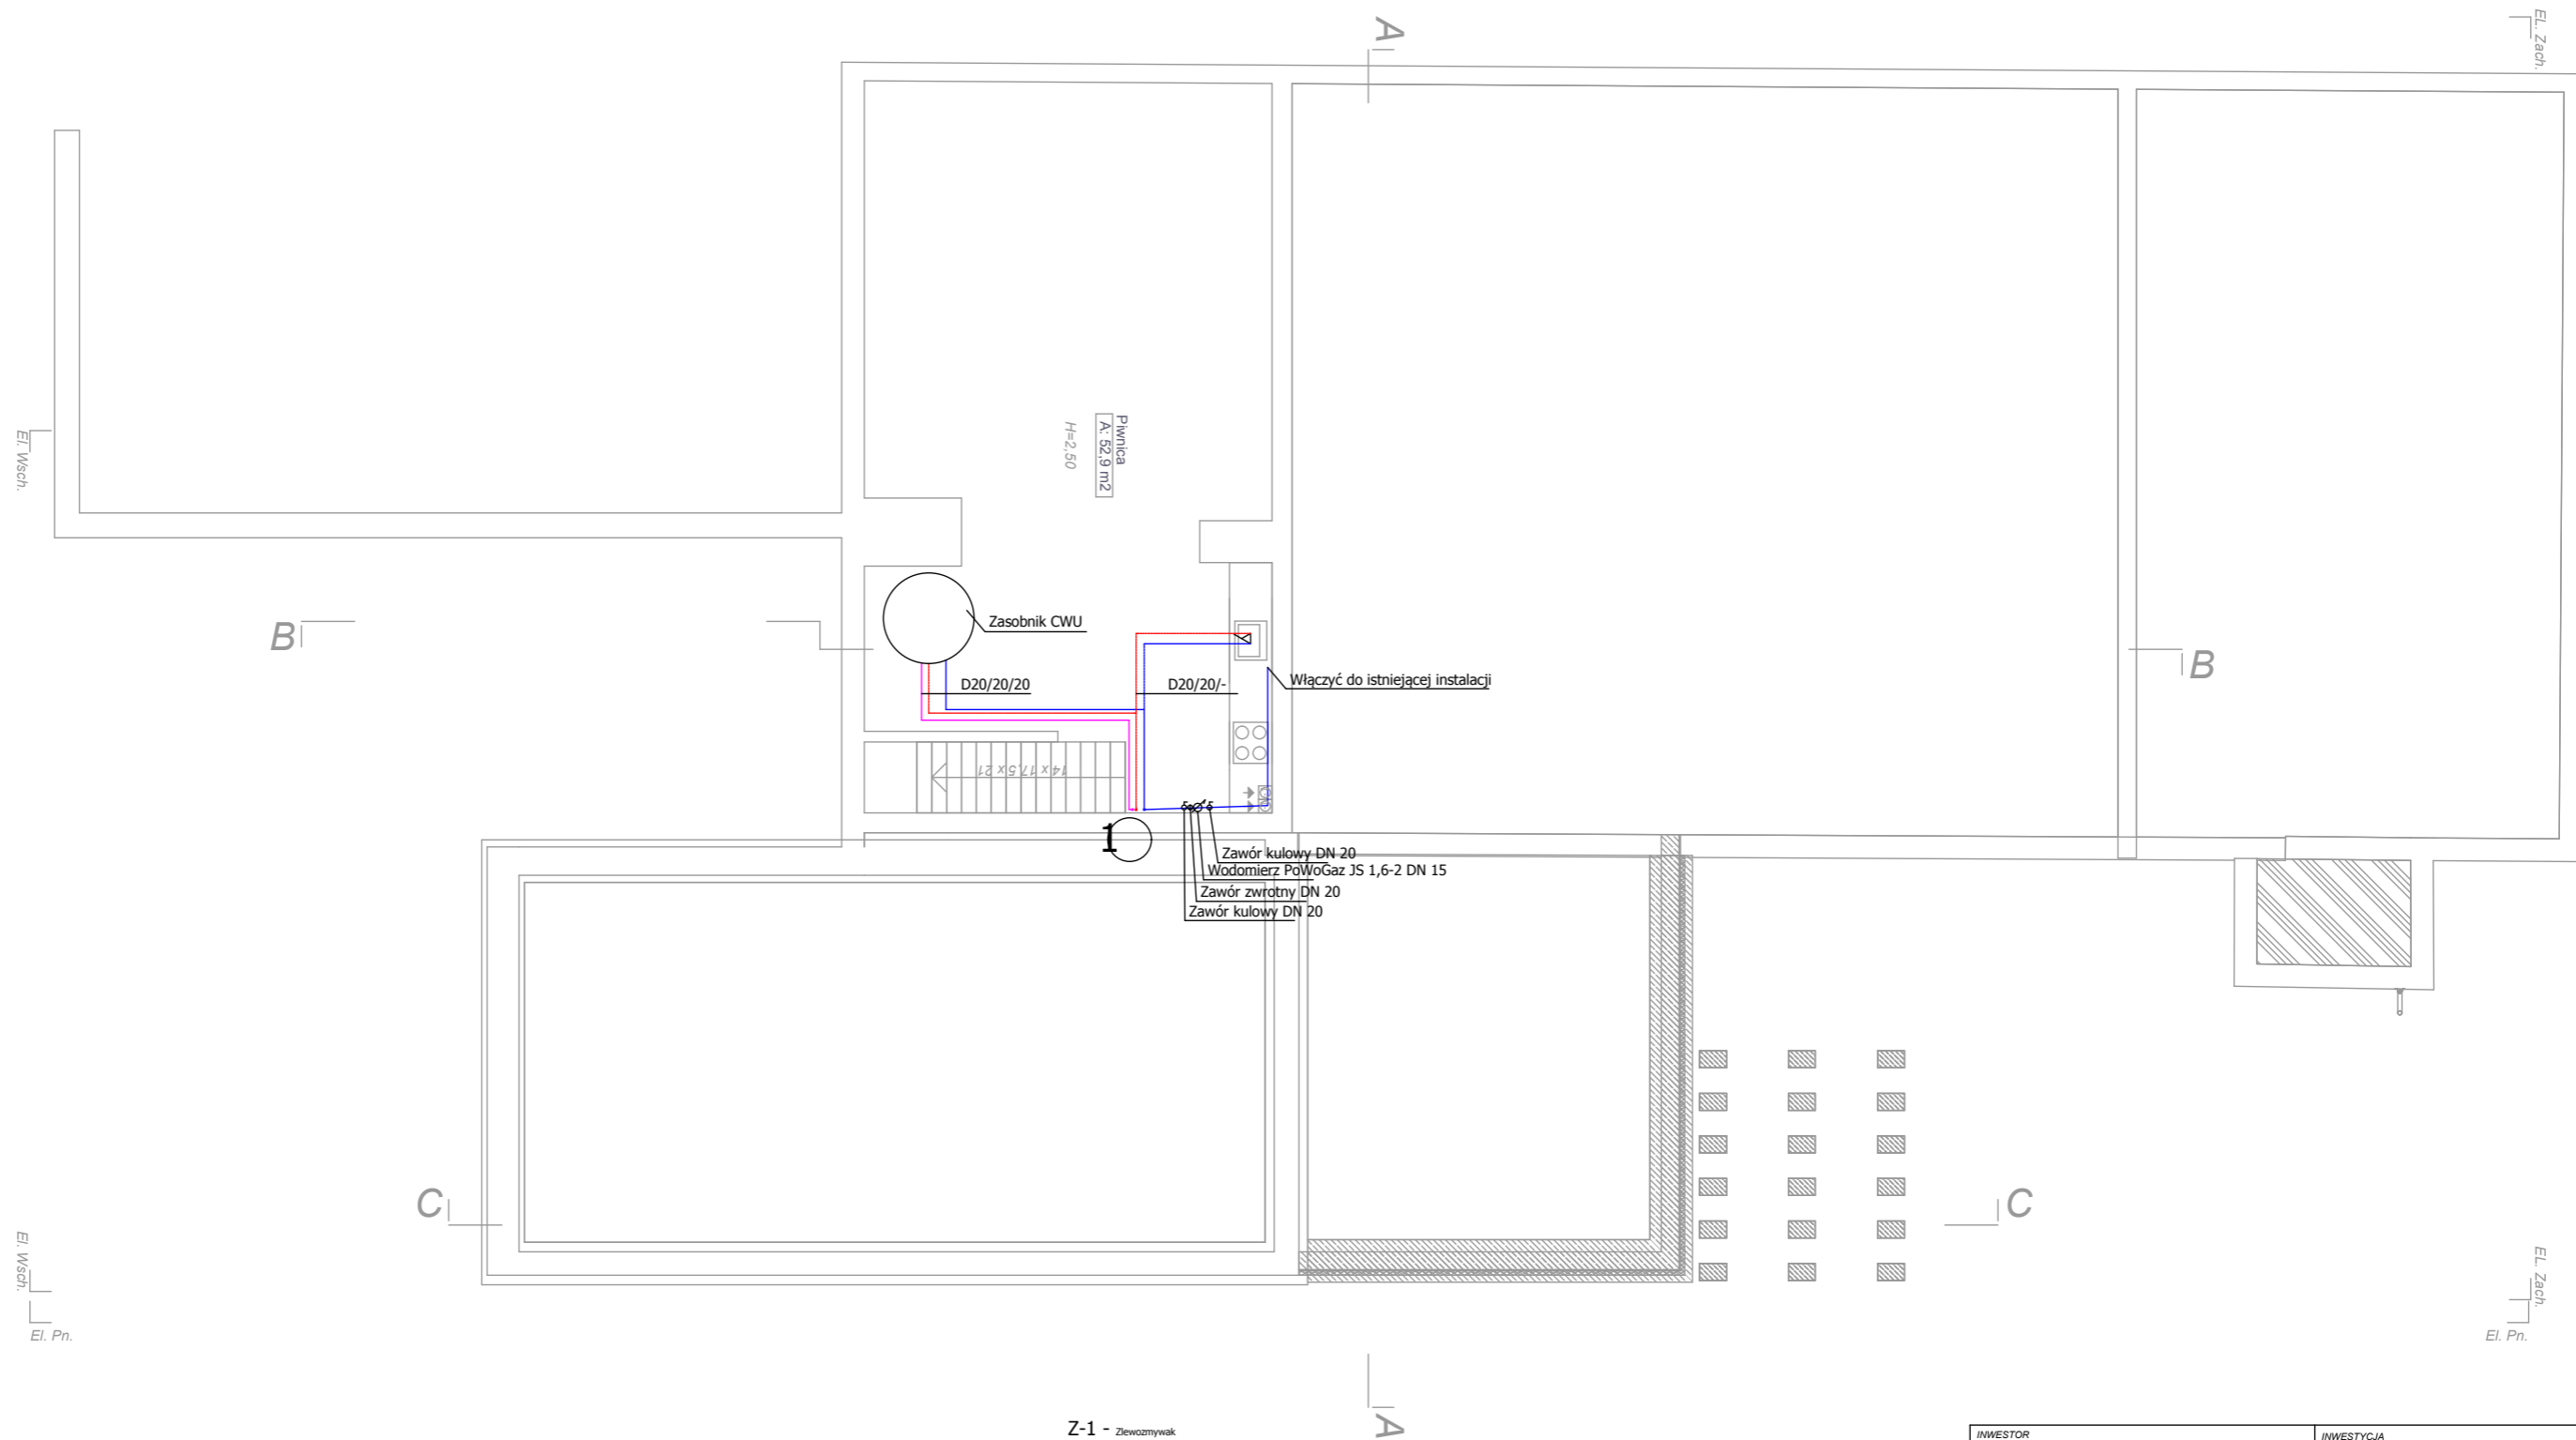 A
EL. Zach.
Piwnica
A: 52,9 m2
H=2,50
El. Wsch.
Zasobnik CWU
B
B
D20/20/20
D20/20/-
Włączyć do istniejącej instalacji
14 x 17,5 x 21
1
Zawór kulowy DN 20
Wodomierz PoWoGaz JS 1,6-2 DN 15
Zawór zwrotny DN 20
Zawór kulowy DN 20
C
C
El. Wsch.
EL. Zach.
El. Pn.
El. Pn.
A
Z-1 - Zlewozmywak
INWESTOR
INWESTYCJA